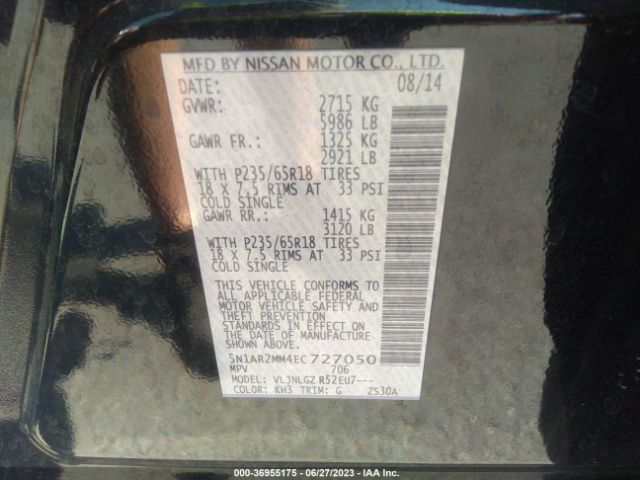 MFD BY NISSAN MOTOR CO., LTD.
DATE: 08/14
GVWR: 2715 KG
5986 LB
GAWR FR.: 1325 KG
2921 LB
WITH P235/65R18 TIRES
18 X 7.5 RIMS AT 33 PSI
COLD SINGLE
GAWR RR.: 1415 KG
3120 LB
WITH P235/65R18 TIRES
18 X 7.5 RIMS AT 33 PSI
COLD SINGLE
THIS VEHICLE CONFORMS TO
ALL APPLICABLE FEDERAL
MOTOR VEHICLE SAFETY AND
THEFT PREVENTION
STANDARDS IN EFFECT ON
THE DATE OF MANUFACTURE
SHOWN ABOVE.
5N1AR2MM4EC727050
MPV 706
MODEL: VLJNLGZ R52EU7---
COLOR: KH3 TRIM: G ZS30A
000-36955175 | 06/27/2023 | IAA Inc.